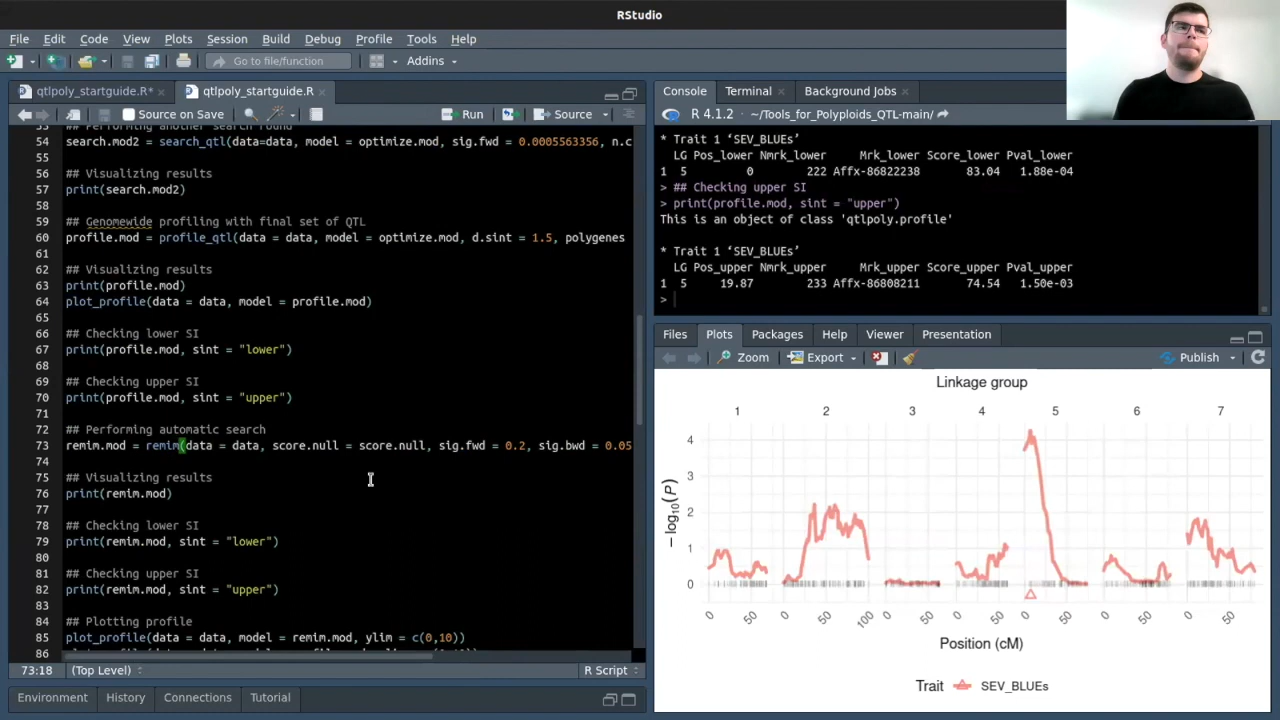 RStudio
File Edit Code View Plots Session Build Debug Profile Tools Help
Go to file/function Addins
qtlpoly_startguide.R* qtlpoly_startguide.R
Source on Save Run Source
53 ## Performing another search round
54 search.mod2 = search_qtl(data=data, model = optimize.mod, sig.fwd = 0.0005563356, n.c
55
56 ## Visualizing results
57 print(search.mod2)
58
59 ## Genomewide profiling with final set of QTL
60 profile.mod = profile_qtl(data = data, model = optimize.mod, d.sint = 1.5, polygenes
61
62 ## Visualizing results
63 print(profile.mod)
64 plot_profile(data = data, model = profile.mod)
65
66 ## Checking lower SI
67 print(profile.mod, sint = "lower")
68
69 ## Checking upper SI
70 print(profile.mod, sint = "upper")
71
72 ## Performing automatic search
73 remim.mod = remim(data = data, score.null = score.null, sig.fwd = 0.2, sig.bwd = 0.05
74
75 ## Visualizing results
76 print(remim.mod)
77
78 ## Checking lower SI
79 print(remim.mod, sint = "lower")
80
81 ## Checking upper SI
82 print(remim.mod, sint = "upper")
83
84 ## Plotting profile
85 plot_profile(data = data, model = remim.mod, ylim = c(0,10))
86
73:18 (Top Level) R Script
Environment History Connections Tutorial
Console Terminal Background Jobs
R 4.1.2 · ~/Tools_for_Polyploids_QTL-main/
* Trait 1 ‘SEV_BLUEs’
LG Pos_lower Nmrk_lower Mrk_lower Score_lower Pval_lower
1 5 0 222 Affx-86822238 83.04 1.88e-04
> ## Checking upper SI
> print(profile.mod, sint = "upper")
This is an object of class 'qtlpoly.profile'
* Trait 1 ‘SEV_BLUEs’
LG Pos_upper Nmrk_upper Mrk_upper Score_upper Pval_upper
1 5 19.87 233 Affx-86808211 74.54 1.50e-03
>
Files Plots Packages Help Viewer Presentation
Zoom Export Publish
Linkage group
1 2 3 4 5 6 7
4
3
2
1
0
− log10(P)
0 50 0 50 100 0 50 0 50 0 50 0 50 0 50
Position (cM)
Trait SEV_BLUEs